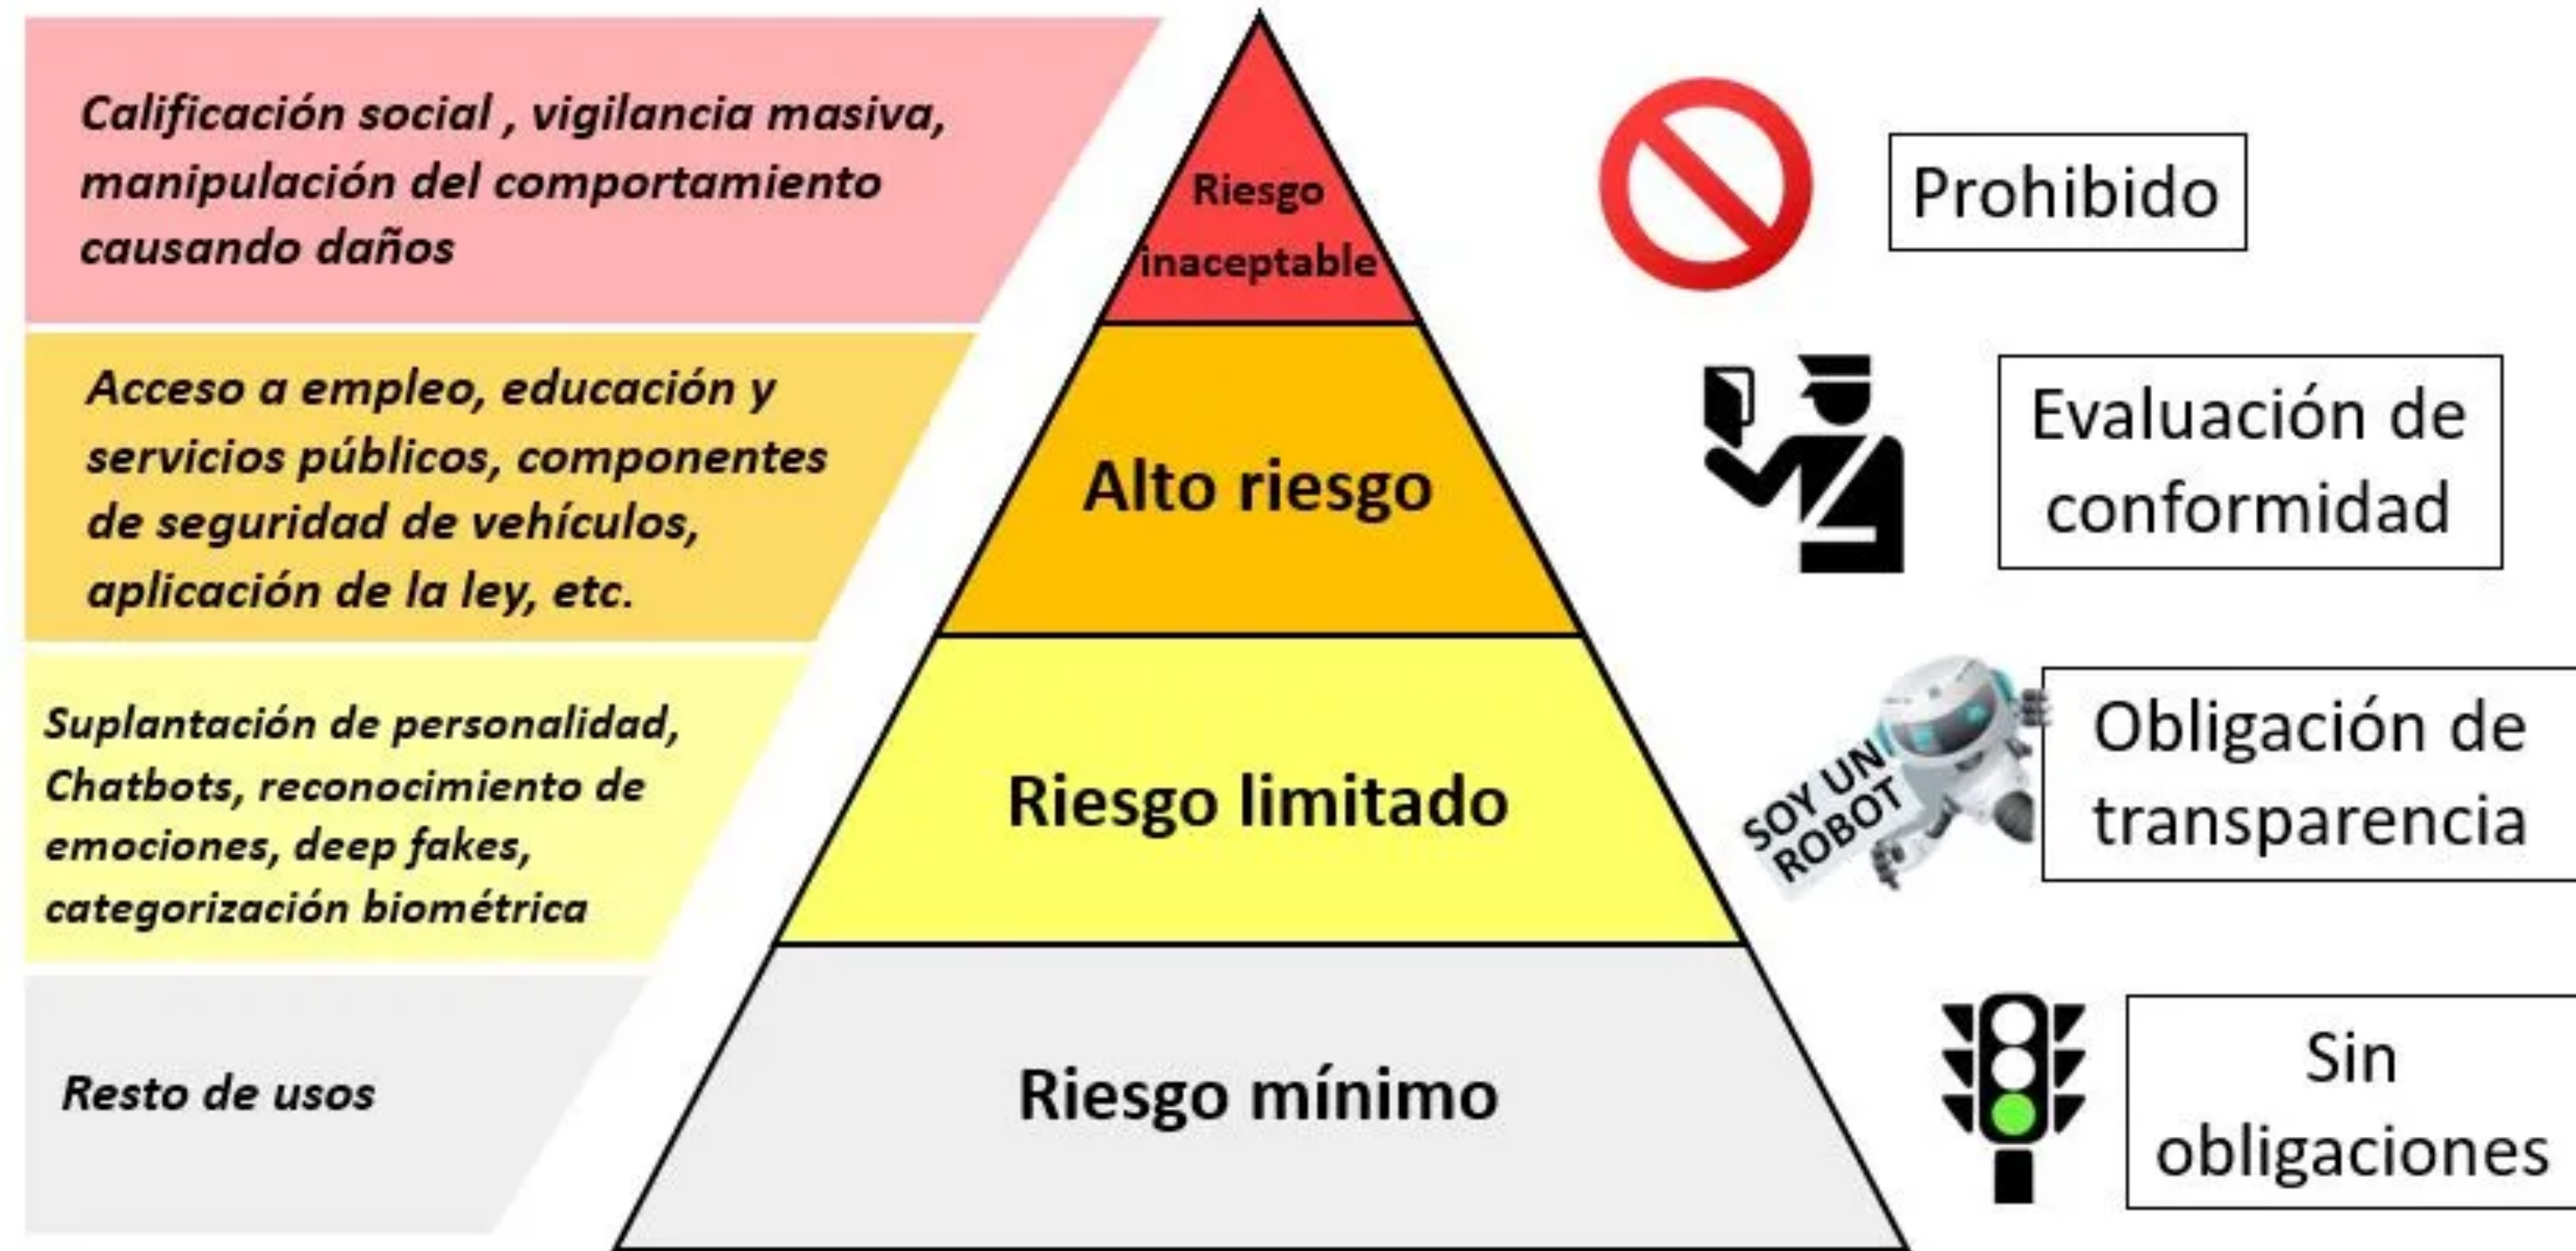 Calificación social , vigilancia masiva,
manipulación del comportamiento
causando daños
Riesgo
inaceptable
Prohibido
Acceso a empleo, educación y
servicios públicos, componentes
de seguridad de vehículos,
aplicación de la ley, etc.
Alto riesgo
Evaluación de
conformidad
Suplantación de personalidad,
Chatbots, reconocimiento de
emociones, deep fakes,
categorización biométrica
Riesgo limitado
SOY UN
ROBOT
Obligación de
transparencia
Resto de usos
Riesgo mínimo
Sin
obligaciones